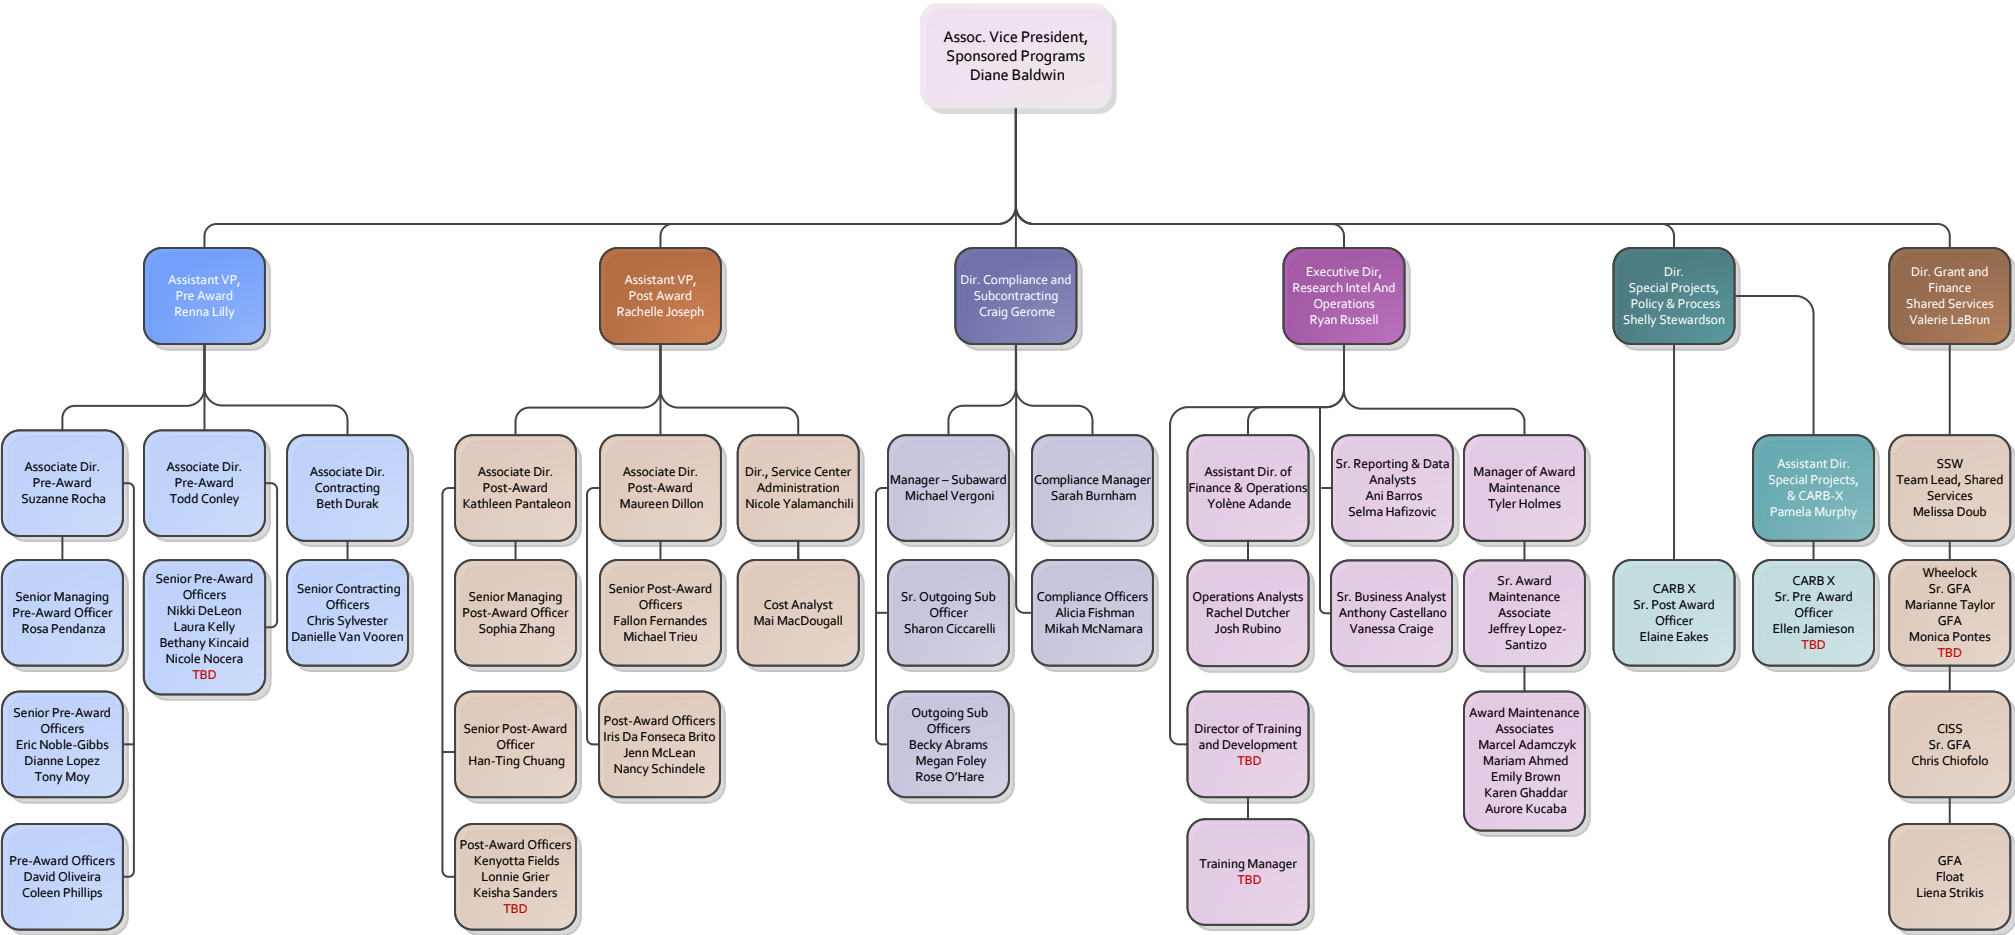 Assoc. Vice President,
Sponsored Programs
Diane Baldwin
Assistant VP,
Pre Award
Renna Lilly
Assistant VP,
Post Award
Rachelle Joseph
Dir. Compliance and
Subcontracting
Craig Gerome
Executive Dir,
Research Intel And
Operations
Ryan Russell
Dir.
Special Projects,
Policy & Process
Shelly Stewardson
Dir. Grant and
Finance
Shared Services
Valerie LeBrun
Associate Dir.
Pre-Award
Suzanne Rocha
Associate Dir.
Pre-Award
Todd Conley
Associate Dir.
Contracting
Beth Durak
Associate Dir.
Post-Award
Kathleen Pantaleon
Associate Dir.
Post-Award
Maureen Dillon
Dir., Service Center
Administration
Nicole Yalamanchili
Manager – Subaward
Michael Vergoni
Compliance Manager
Sarah Burnham
Assistant Dir. of
Finance & Operations
Yolène Adande
Sr. Reporting & Data
Analysts
Ani Barros
Selma Hafizovic
Manager of Award
Maintenance
Tyler Holmes
Assistant Dir.
Special Projects,
& CARB-X
Pamela Murphy
SSW
Team Lead, Shared
Services
Melissa Doub
Senior Managing
Pre-Award Officer
Rosa Pendanza
Senior Pre-Award
Officers
Nikki DeLeon
Laura Kelly
Bethany Kincaid
Nicole Nocera
TBD
Senior Contracting
Officers
Chris Sylvester
Danielle Van Vooren
Senior Managing
Post-Award Officer
Sophia Zhang
Senior Post-Award
Officers
Fallon Fernandes
Michael Trieu
Cost Analyst
Mai MacDougall
Sr. Outgoing Sub
Officer
Sharon Ciccarelli
Compliance Officers
Alicia Fishman
Mikah McNamara
Operations Analysts
Rachel Dutcher
Josh Rubino
Sr. Business Analyst
Anthony Castellano
Vanessa Craige
Sr. Award
Maintenance
Associate
Jeffrey Lopez-
Santizo
CARB X
Sr. Post Award
Officer
Elaine Eakes
CARB X
Sr. Pre Award
Officer
Ellen Jamieson
TBD
Wheelock
Sr. GFA
Marianne Taylor
GFA
Monica Pontes
TBD
Senior Pre-Award
Officers
Eric Noble-Gibbs
Dianne Lopez
Tony Moy
Senior Post-Award
Officer
Han-Ting Chuang
Post-Award Officers
Iris Da Fonseca Brito
Jenn McLean
Nancy Schindele
Outgoing Sub
Officers
Becky Abrams
Megan Foley
Rose O’Hare
Director of Training
and Development
TBD
Award Maintenance
Associates
Marcel Adamczyk
Mariam Ahmed
Emily Brown
Karen Ghaddar
Aurore Kucaba
CISS
Sr. GFA
Chris Chiofolo
Pre-Award Officers
David Oliveira
Coleen Phillips
Post-Award Officers
Kenyotta Fields
Lonnie Grier
Keisha Sanders
TBD
Training Manager
TBD
GFA
Float
Liena Strikis